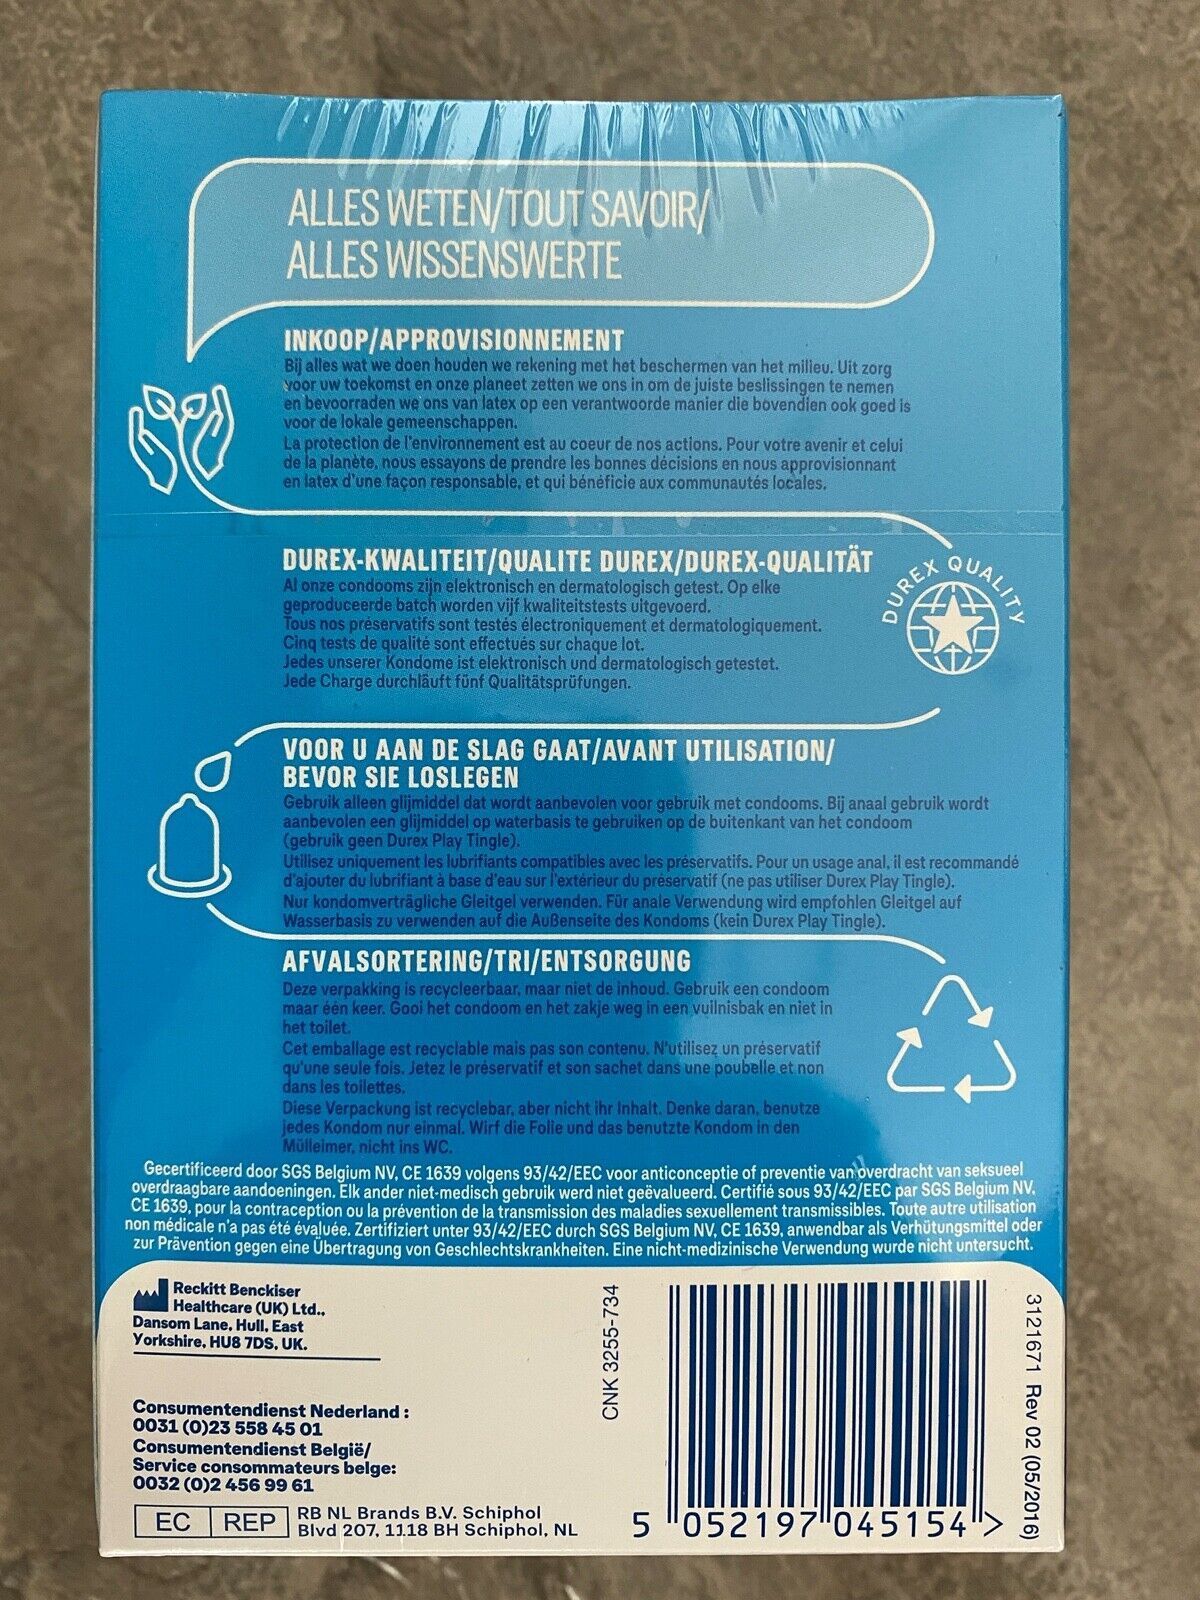 ALLES WETEN/TOUT SAVOIR/
ALLES WISSENSWERTE
INKOOP/APPROVISIONNEMENT
Bij alles wat we doen houden we rekening met het beschermen van het milieu. Uit zorg
voor uw toekomst en onze planeet zetten we ons in om de juiste beslissingen te nemen
en bevoorraden we ons van latex op een verantwoorde manier die bovendien ook goed is
voor de lokale gemeenschappen.
La protection de l'environnement est au coeur de nos actions. Pour votre avenir et celui
de la planète, nous essayons de prendre les bonnes décisions en nous approvisionnant
en latex d'une façon responsable, et qui bénéficie aux communautés locales.
DUREX-KWALITEIT/QUALITE DUREX/DUREX-QUALITÄT
DUREX QUALITY
Al onze condooms zijn elektronisch en dermatologisch getest. Op elke
geproduceerde batch worden vijf kwaliteitstests uitgevoerd.
Tous nos préservatifs sont testés électroniquement et dermatologiquement.
Cinq tests de qualité sont effectués sur chaque lot.
Jedes unserer Kondome ist elektronisch und dermatologisch getestet.
Jede Charge durchläuft fünf Qualitätsprüfungen.
VOOR U AAN DE SLAG GAAT/AVANT UTILISATION/
BEVOR SIE LOSLEGEN
Gebruik alleen glijmiddel dat wordt aanbevolen voor gebruik met condooms. Bij anaal gebruik wordt
aanbevolen een glijmiddel op waterbasis te gebruiken op de buitenkant van het condoom
(gebruik geen Durex Play Tingle).
Utilisez uniquement les lubrifiants compatibles avec les préservatifs. Pour un usage anal, il est recommandé
d'ajouter du lubrifiant à base d'eau sur l'extérieur du préservatif (ne pas utiliser Durex Play Tingle).
Nur kondomverträgliche Gleitgel verwenden. Für anale Verwendung wird empfohlen Gleitgel auf
Wasserbasis zu verwenden auf die Außenseite des Kondoms (kein Durex Play Tingle).
AFVALSORTERING/TRI/ENTSORGUNG
Deze verpakking is recycleerbaar, maar niet de inhoud. Gebruik een condoom
maar één keer. Gooi het condoom en het zakje weg in een vuilnisbak en niet in
het toilet.
Cet emballage est recyclable mais pas son contenu. N'utilisez un préservatif
qu'une seule fois. Jetez le préservatif et son sachet dans une poubelle et non
dans les toilettes.
Diese Verpackung ist recyclebar, aber nicht ihr Inhalt. Denke daran, benutze
jedes Kondom nur einmal. Wirf die Folie und das benutzte Kondom in den
Mülleimer, nicht ins WC.
Gecertificeerd door SGS Belgium NV, CE 1639 volgens 93/42/EEC voor anticonceptie of preventie van overdracht van seksueel
overdraagbare aandoeningen. Elk ander niet-medisch gebruik werd niet geëvalueerd. Certifié sous 93/42/EEC par SGS Belgium NV,
CE 1639, pour la contraception ou la prévention de la transmission des maladies sexuellement transmissibles. Toute autre utilisation
non médicale n'a pas été évaluée. Zertifiziert unter 93/42/EEC durch SGS Belgium NV, CE 1639, anwendbar als Verhütungsmittel oder
zur Prävention gegen eine Übertragung von Geschlechtskrankheiten. Eine nicht-medizinische Verwendung wurde nicht untersucht.
Reckitt Benckiser
Healthcare (UK) Ltd.,
Dansom Lane, Hull, East
Yorkshire, HU8 7DS, UK.
Consumentendienst Nederland :
0031 (0)23 558 45 01
Consumentendienst België/
Service consommateurs belge:
0032 (0)2 456 99 61
EC REP
RB NL Brands B.V. Schiphol
Blvd 207, 1118 BH Schiphol, NL
CNK 3255-734
5 052197 045154 >
3121671 Rev 02 (05/2016)